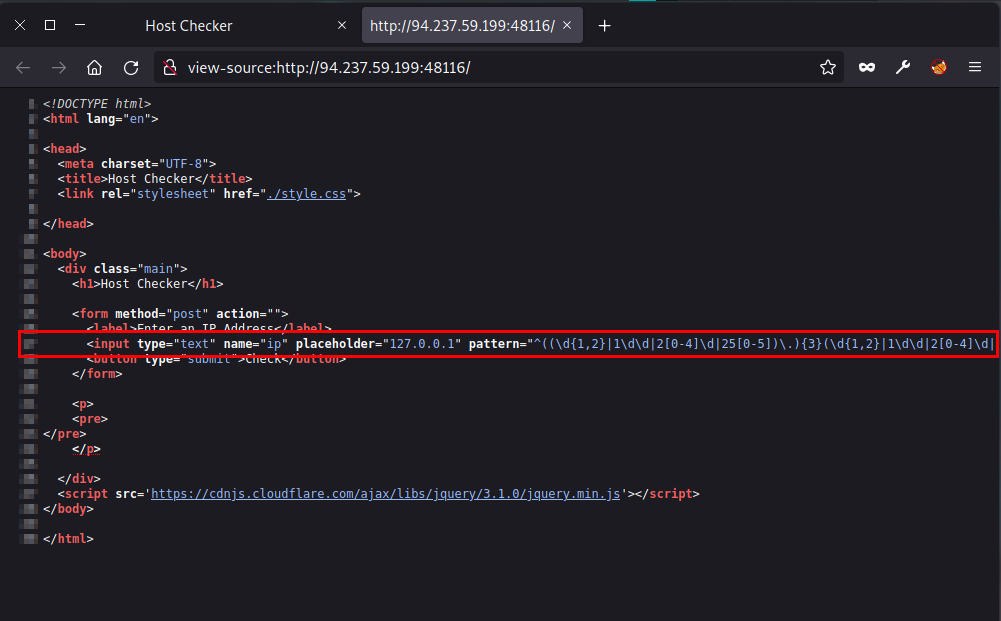 Host Checker
http://94.237.59.199:48116/
view-source:http://94.237.59.199:48116/
<!DOCTYPE html>
<html lang="en">
<head>
<meta charset="UTF-8">
<title>Host Checker</title>
<link rel="stylesheet" href="./style.css">
</head>
<body>
<div class="main">
<h1>Host Checker</h1>
<form method="post" action="">
<label>Enter an IP Address</label>
<input type="text" name="ip" placeholder="127.0.0.1" pattern="^((\d{1,2}|1\d\d|2[0-4]\d|25[0-5])\.){3}(\d{1,2}|1\d\d|2[0-4]\d|
<button type="submit">Check</button>
</form>
<p>
<pre>
</pre>
</p>
</div>
<script src='https://cdnjs.cloudflare.com/ajax/libs/jquery/3.1.0/jquery.min.js'></script>
</body>
</html>